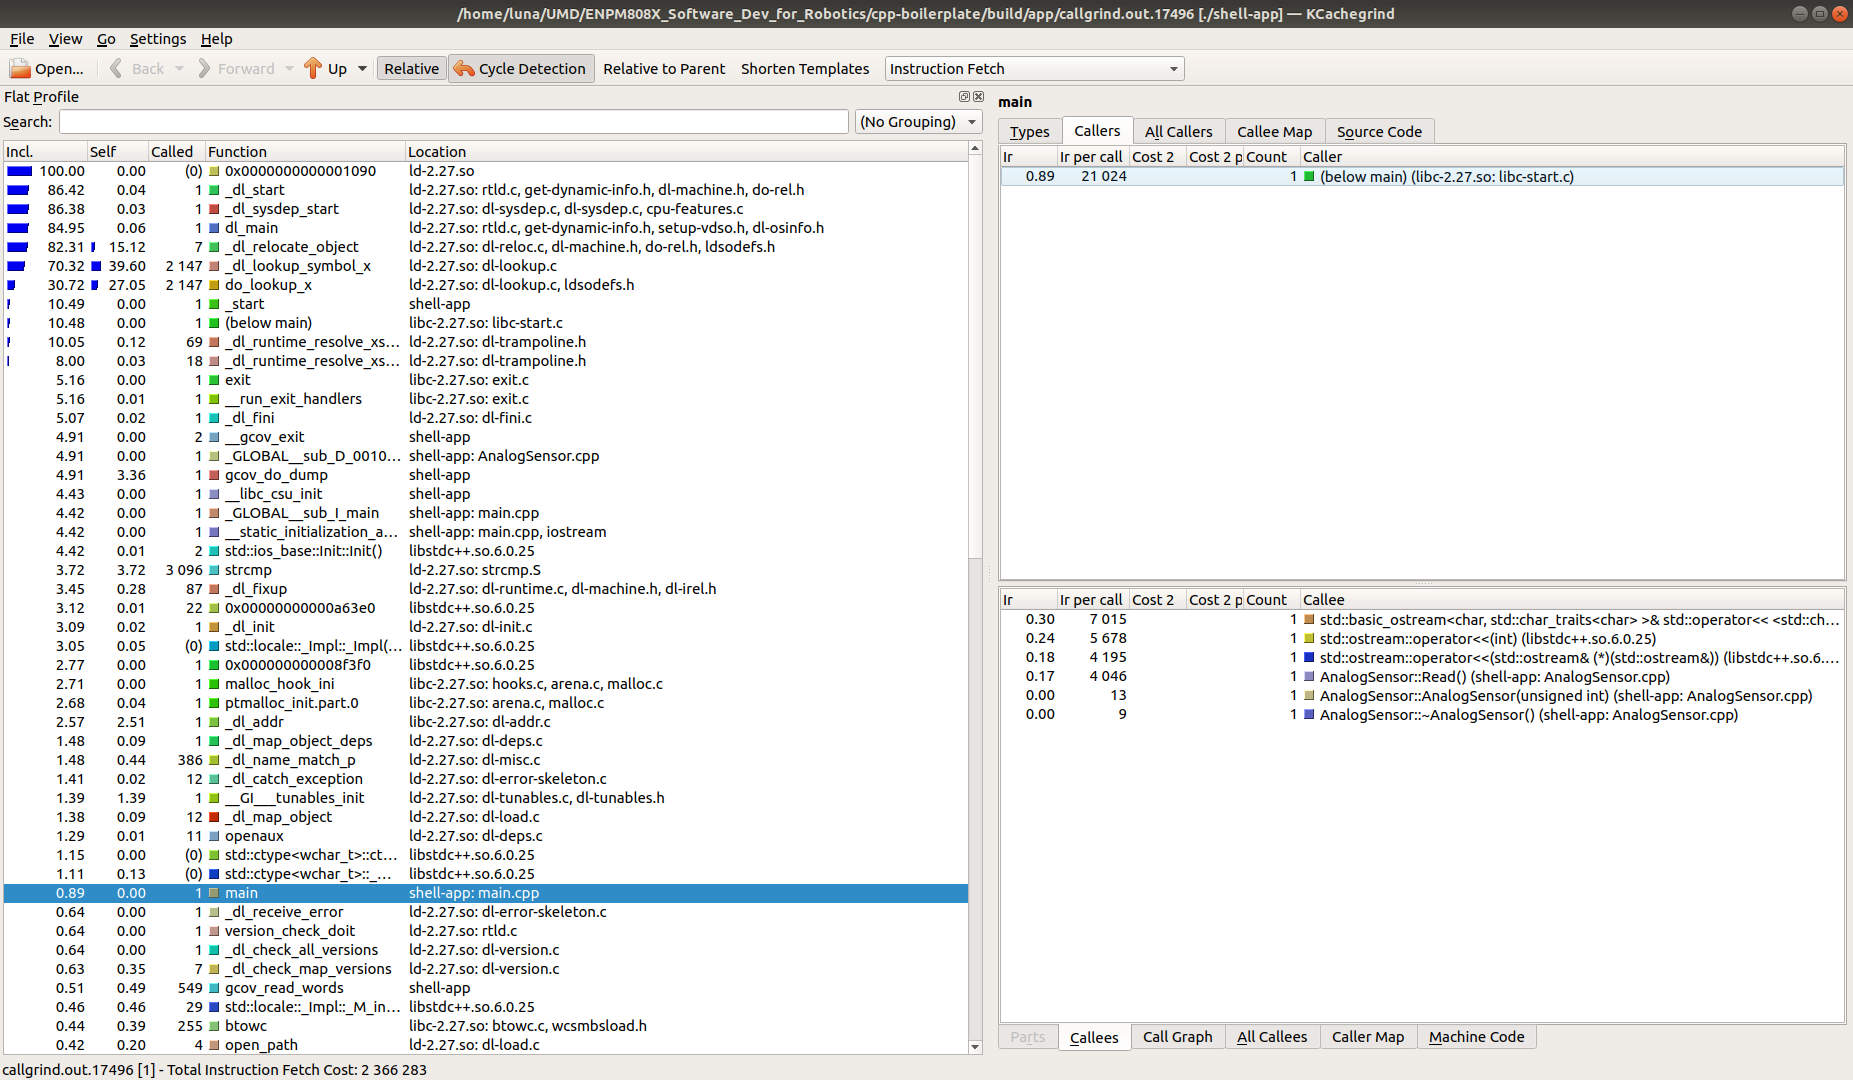 /home/luna/UMD/ENPM808X_Software_Dev_for_Robotics/cpp-boilerplate/build/app/callgrind.out.17496 [./shell-app] — KCachegrind
File View Go Settings Help
Open... Back Forward Up Relative Cycle Detection Relative to Parent Shorten Templates Instruction Fetch
Flat Profile
Search: (No Grouping)
Incl. Self Called Function Location
100.00 0.00 (0) 0x0000000000001090 ld-2.27.so
86.42 0.04 1 _dl_start ld-2.27.so: rtld.c, get-dynamic-info.h, dl-machine.h, do-rel.h
86.38 0.03 1 _dl_sysdep_start ld-2.27.so: dl-sysdep.c, dl-sysdep.c, cpu-features.c
84.95 0.06 1 dl_main ld-2.27.so: rtld.c, get-dynamic-info.h, setup-vdso.h, dl-osinfo.h
82.31 15.12 7 _dl_relocate_object ld-2.27.so: dl-reloc.c, dl-machine.h, do-rel.h, ldsodefs.h
70.32 39.60 2 147 _dl_lookup_symbol_x ld-2.27.so: dl-lookup.c
30.72 27.05 2 147 do_lookup_x ld-2.27.so: dl-lookup.c, ldsodefs.h
10.49 0.00 1 _start shell-app
10.48 0.00 1 (below main) libc-2.27.so: libc-start.c
10.05 0.12 69 _dl_runtime_resolve_xs... ld-2.27.so: dl-trampoline.h
8.00 0.03 18 _dl_runtime_resolve_xs... ld-2.27.so: dl-trampoline.h
5.16 0.00 1 exit libc-2.27.so: exit.c
5.16 0.01 1 __run_exit_handlers libc-2.27.so: exit.c
5.07 0.02 1 _dl_fini ld-2.27.so: dl-fini.c
4.91 0.00 2 __gcov_exit shell-app
4.91 0.00 1 _GLOBAL__sub_D_0010... shell-app: AnalogSensor.cpp
4.91 3.36 1 gcov_do_dump shell-app
4.43 0.00 1 __libc_csu_init shell-app
4.42 0.00 1 _GLOBAL__sub_I_main shell-app: main.cpp
4.42 0.00 1 __static_initialization_a... shell-app: main.cpp, iostream
4.42 0.01 2 std::ios_base::Init::Init() libstdc++.so.6.0.25
3.72 3.72 3 096 strcmp ld-2.27.so: strcmp.S
3.45 0.28 87 _dl_fixup ld-2.27.so: dl-runtime.c, dl-machine.h, dl-irel.h
3.12 0.01 22 0x00000000000a63e0 libstdc++.so.6.0.25
3.09 0.02 1 _dl_init ld-2.27.so: dl-init.c
3.05 0.05 (0) std::locale::_Impl::_Impl(... libstdc++.so.6.0.25
2.77 0.00 1 0x000000000008f3f0 libstdc++.so.6.0.25
2.71 0.00 1 malloc_hook_ini libc-2.27.so: hooks.c, arena.c, malloc.c
2.68 0.04 1 ptmalloc_init.part.0 libc-2.27.so: arena.c, malloc.c
2.57 2.51 1 _dl_addr libc-2.27.so: dl-addr.c
1.48 0.09 1 _dl_map_object_deps ld-2.27.so: dl-deps.c
1.48 0.44 386 _dl_name_match_p ld-2.27.so: dl-misc.c
1.41 0.02 12 _dl_catch_exception ld-2.27.so: dl-error-skeleton.c
1.39 1.39 1 __GI___tunables_init ld-2.27.so: dl-tunables.c, dl-tunables.h
1.38 0.09 12 _dl_map_object ld-2.27.so: dl-load.c
1.29 0.01 11 openaux ld-2.27.so: dl-deps.c
1.15 0.00 (0) std::ctype<wchar_t>::ct... libstdc++.so.6.0.25
1.11 0.13 (0) std::ctype<wchar_t>::_... libstdc++.so.6.0.25
0.89 0.00 1 main shell-app: main.cpp
0.64 0.00 1 _dl_receive_error ld-2.27.so: dl-error-skeleton.c
0.64 0.00 1 version_check_doit ld-2.27.so: rtld.c
0.64 0.00 1 _dl_check_all_versions ld-2.27.so: dl-version.c
0.63 0.35 7 _dl_check_map_versions ld-2.27.so: dl-version.c
0.51 0.49 549 gcov_read_words shell-app
0.46 0.46 29 std::locale::_Impl::_M_in... libstdc++.so.6.0.25
0.44 0.39 255 btowc libc-2.27.so: btowc.c, wcsmbsload.h
0.42 0.20 4 open_path ld-2.27.so: dl-load.c
main
Types Callers All Callers Callee Map Source Code
Ir Ir per call Cost 2 Cost 2 p Count Caller
0.89 21 024 1 (below main) (libc-2.27.so: libc-start.c)
Ir Ir per call Cost 2 Cost 2 p Count Callee
0.30 7 015 1 std::basic_ostream<char, std::char_traits<char> >& std::operator<< <std::ch...
0.24 5 678 1 std::ostream::operator<<(int) (libstdc++.so.6.0.25)
0.18 4 195 1 std::ostream::operator<<(std::ostream& (*)(std::ostream&)) (libstdc++.so.6....
0.17 4 046 1 AnalogSensor::Read() (shell-app: AnalogSensor.cpp)
0.00 13 1 AnalogSensor::AnalogSensor(unsigned int) (shell-app: AnalogSensor.cpp)
0.00 9 1 AnalogSensor::~AnalogSensor() (shell-app: AnalogSensor.cpp)
Parts Callees Call Graph All Callees Caller Map Machine Code
callgrind.out.17496 [1] - Total Instruction Fetch Cost: 2 366 283